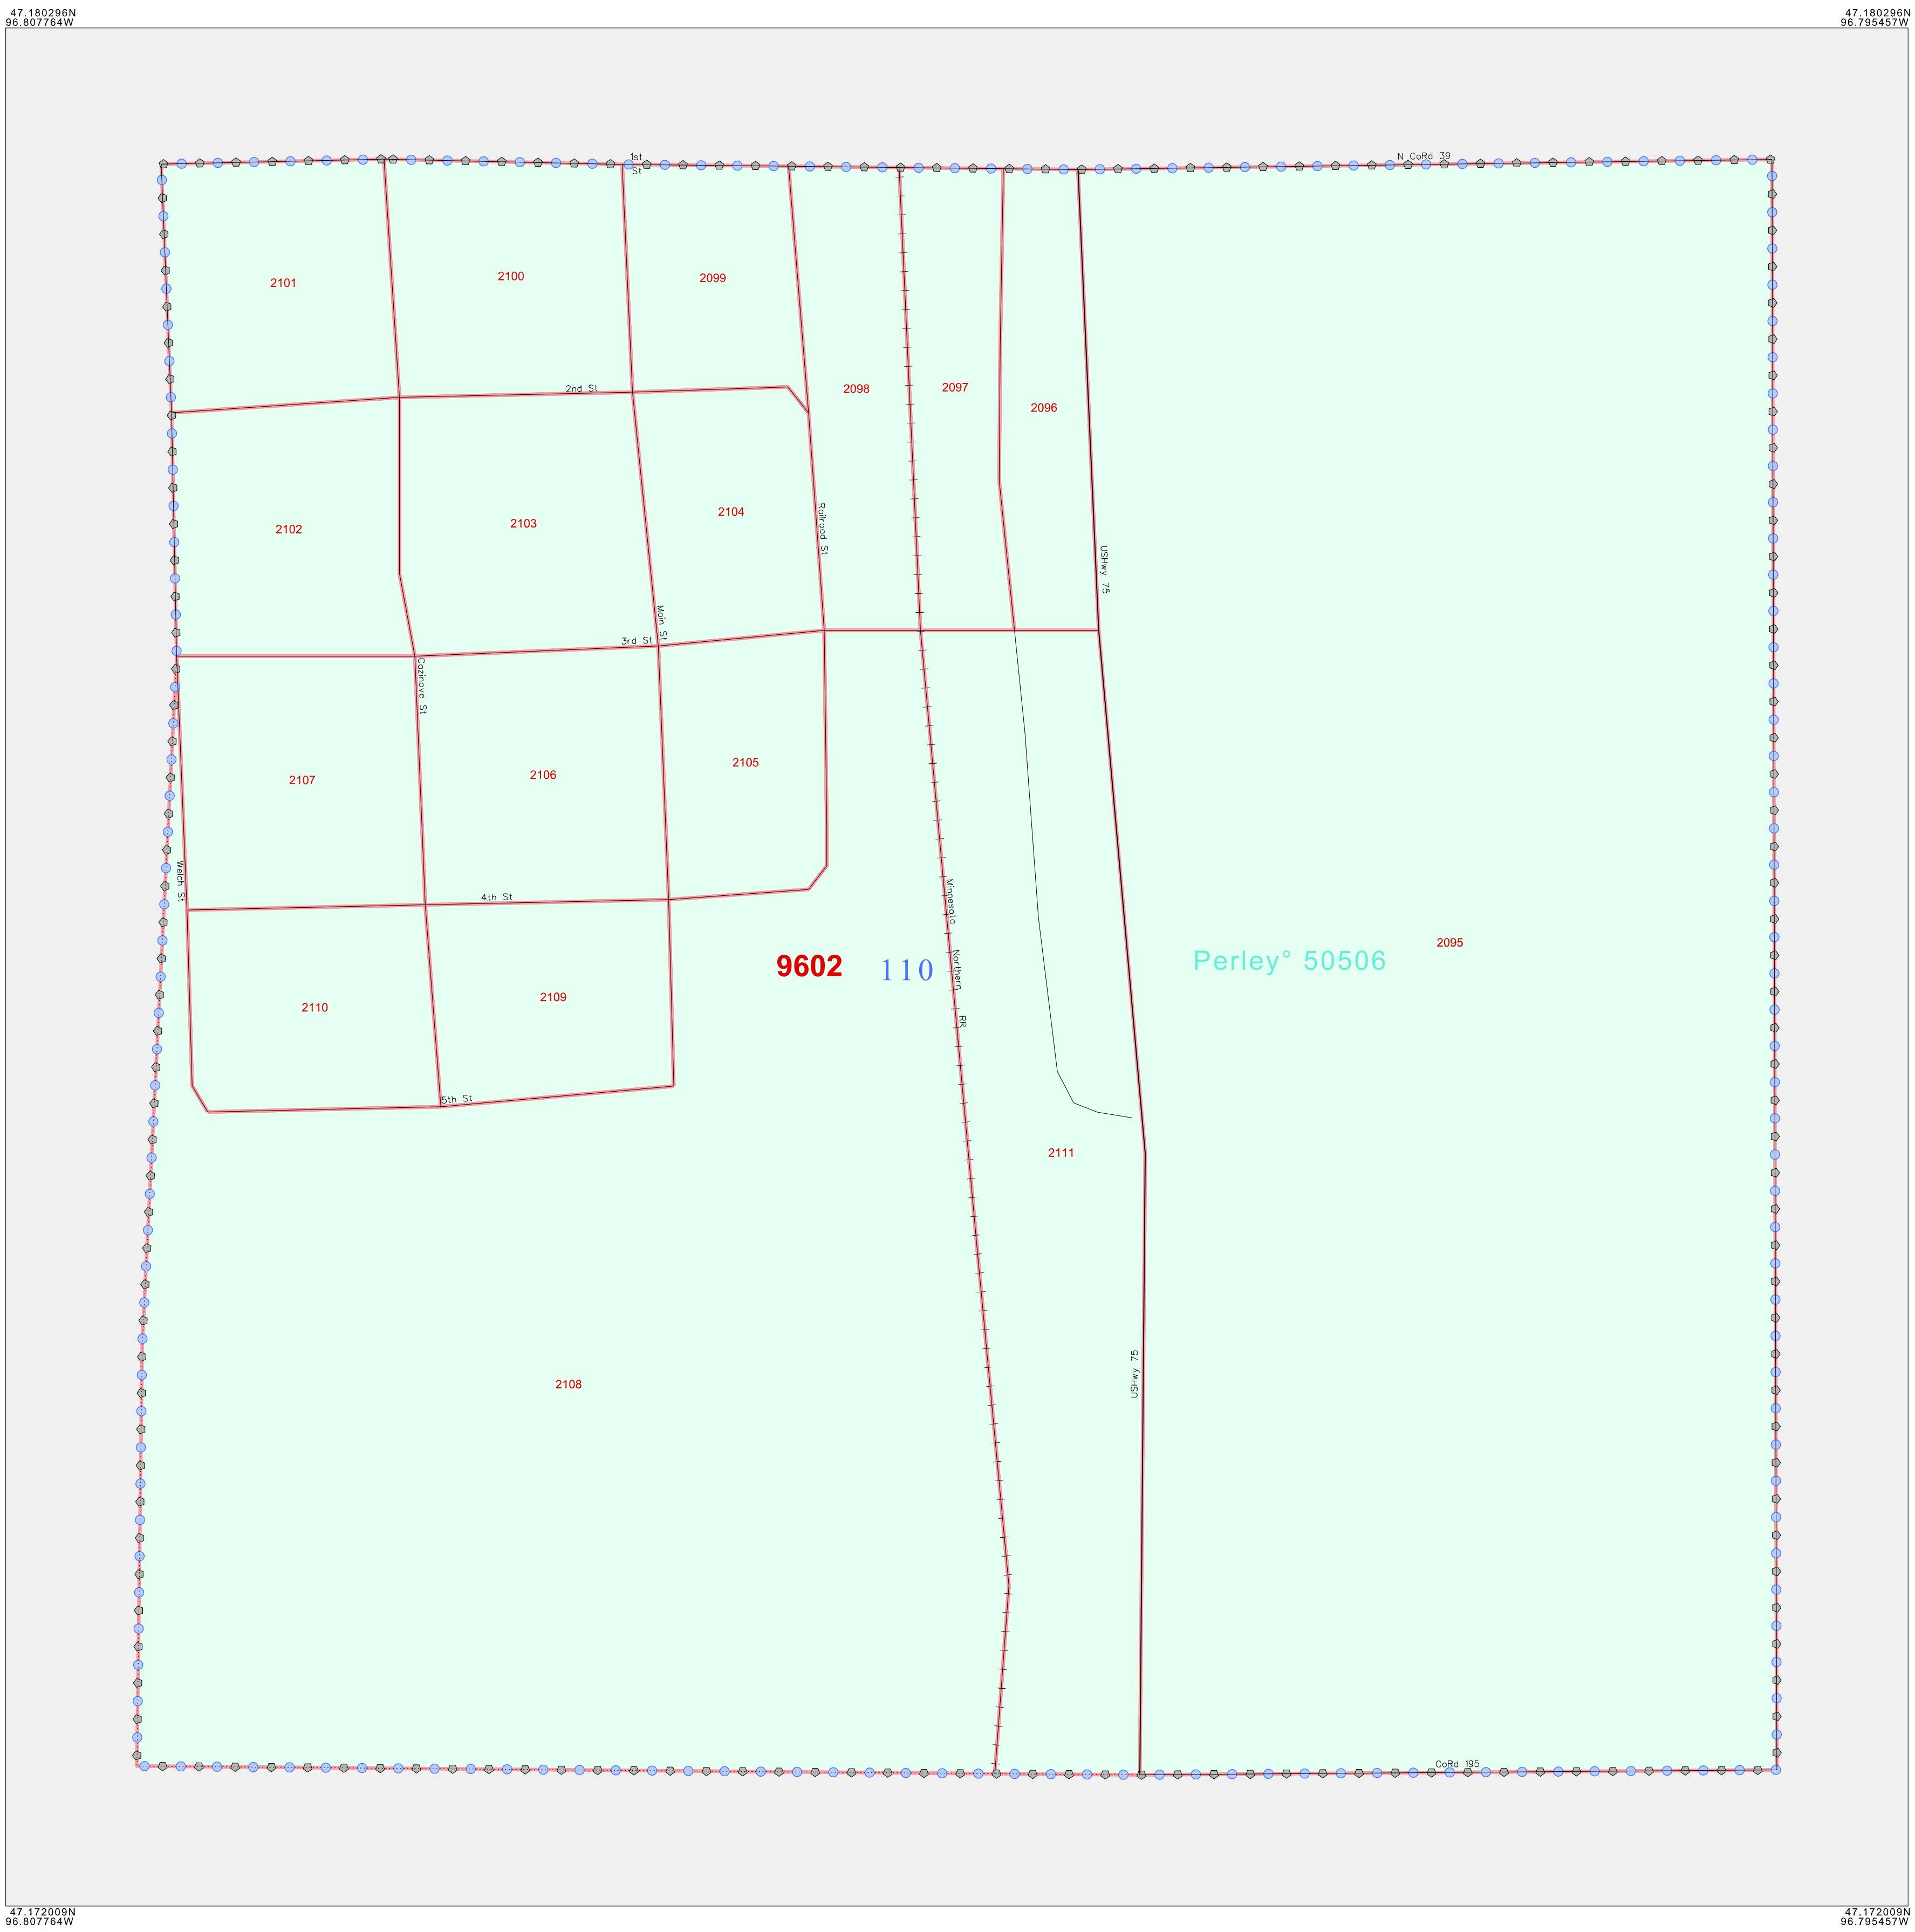 47.180296N
96.807764W
47.180296N
96.795457W
1st
St
N CoRd 39
2101
2100
2099
2nd St
2098
2097
2096
2102
2103
2104
Railroad St
USHwy 75
Main St
3rd St
Cazinove St
2107
2106
2105
Welch St
4th St
Minnesota Northern RR
9602
110
Perley° 50506
2095
2110
2109
5th St
2111
USHwy 75
2108
CoRd 195
47.172009N
96.807764W
47.172009N
96.795457W